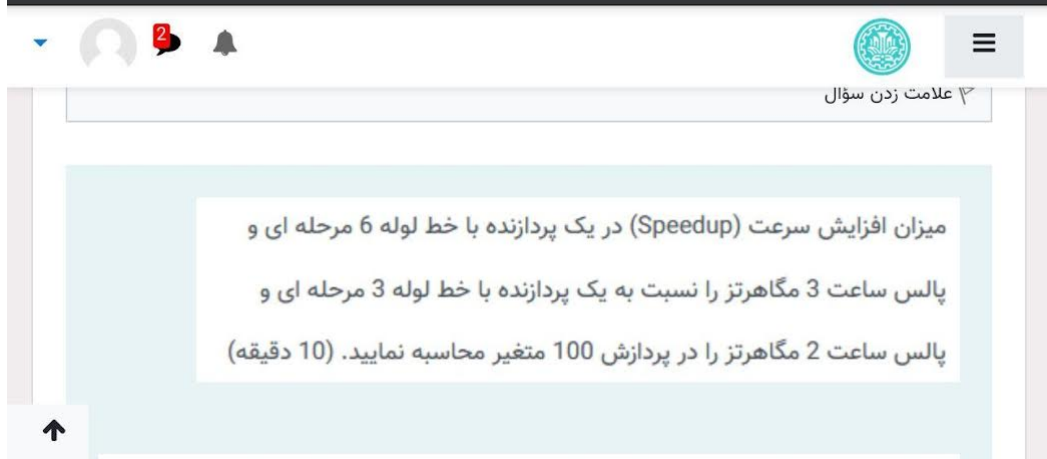 2
علامت زدن سؤال
میزان افزایش سرعت (Speedup) در یک پردازنده با خط لوله 6 مرحله ای و
پالس ساعت 3 مگاهرتز را نسبت به یک پردازنده با خط لوله 3 مرحله ای و
پالس ساعت 2 مگاهرتز را در پردازش 100 متغیر محاسبه نمایید. (10 دقیقه)